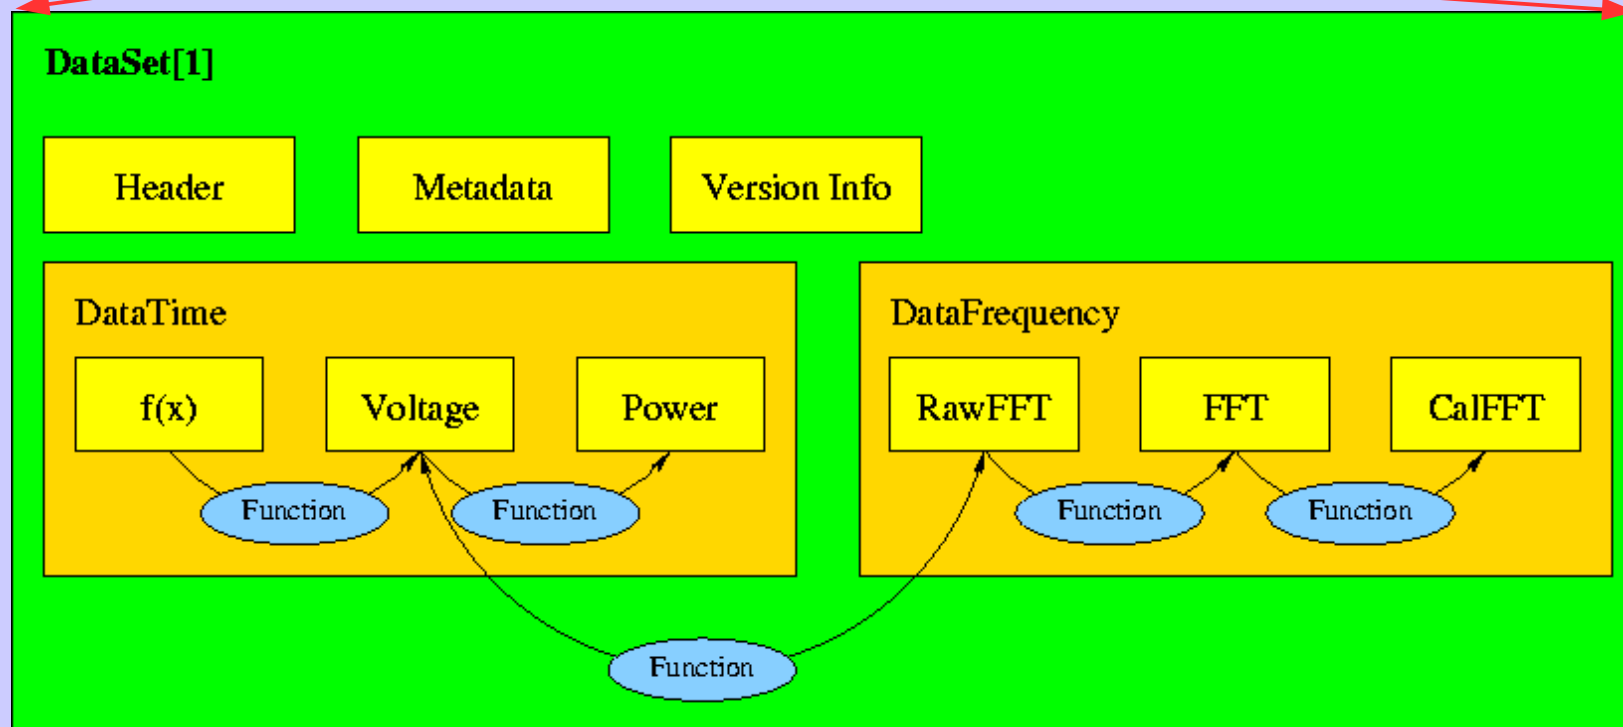 DataSet[1]
Header
Metadata
Version Info
DataTime
DataFrequency
f(x)
Voltage
Power
RawFFT
FFT
CalFFT
Function
Function
Function
Function
Function